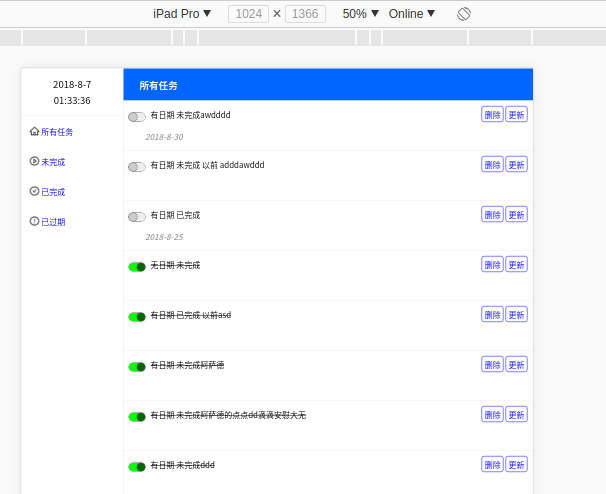 iPad Pro ▼ 1024 × 1366 50% ▼ Online ▼
2018-8-7
01:33:36
所有任务
未完成
已完成
已过期
所有任务
有日期 未完成awdddd 删除 更新
2018-8-30
有日期 未完成 以前 adddawddd 删除 更新
有日期 已完成 删除 更新
2018-8-25
无日期 未完成 删除 更新
有日期 已完成 以前asd 删除 更新
有日期 未完成阿萨德 删除 更新
有日期 未完成阿萨德的点点dd滴滴安慰大无 删除 更新
有日期 未完成ddd 删除 更新